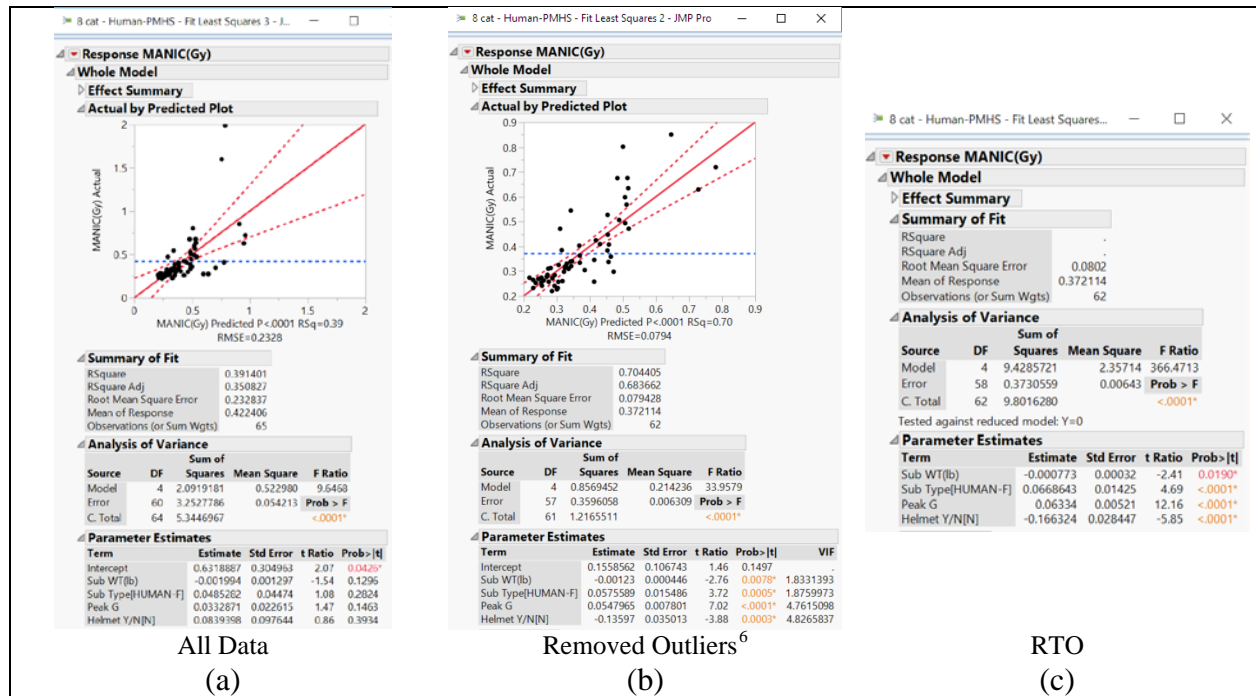 8 cat - Human-PMHS - Fit Least Squares 3 - J...
Response MANIC(Gy)
Whole Model
Effect Summary
Actual by Predicted Plot
2
1.5
1
0.5
0
MANIC(Gy) Actual
0 0.5 1 1.5 2
MANIC(Gy) Predicted P<.0001 RSq=0.39
RMSE=0.2328
Summary of Fit
RSquare 0.391401
RSquare Adj 0.350827
Root Mean Square Error 0.232837
Mean of Response 0.422406
Observations (or Sum Wgts) 65
Analysis of Variance
Sum of
Source DF Squares Mean Square F Ratio
Model 4 2.0919181 0.522980 9.6468
Error 60 3.2527786 0.054213 Prob > F
C. Total 64 5.3446967 <.0001*
Parameter Estimates
Term Estimate Std Error t Ratio Prob>|t|
Intercept 0.6318887 0.304963 2.07 0.0426*
Sub WT(lb) -0.001994 0.001297 -1.54 0.1296
Sub Type[HUMAN-F] 0.0485282 0.04474 1.08 0.2824
Peak G 0.0332871 0.022615 1.47 0.1463
Helmet Y/N[N] 0.0839398 0.097644 0.86 0.3934
All Data
(a)
8 cat - Human-PMHS - Fit Least Squares 2 - JMP Pro
Response MANIC(Gy)
Whole Model
Effect Summary
Actual by Predicted Plot
0.9
0.8
0.7
0.6
0.5
0.4
0.3
0.2
MANIC(Gy) Actual
0.2 0.3 0.4 0.5 0.6 0.7 0.8 0.9
MANIC(Gy) Predicted P<.0001 RSq=0.70
RMSE=0.0794
Summary of Fit
RSquare 0.704405
RSquare Adj 0.683662
Root Mean Square Error 0.079428
Mean of Response 0.372114
Observations (or Sum Wgts) 62
Analysis of Variance
Sum of
Source DF Squares Mean Square F Ratio
Model 4 0.8569452 0.214236 33.9579
Error 57 0.3596058 0.006309 Prob > F
C. Total 61 1.2165511 <.0001*
Parameter Estimates
Term Estimate Std Error t Ratio Prob>|t| VIF
Intercept 0.1558562 0.106743 1.46 0.1497 .
Sub WT(lb) -0.00123 0.000446 -2.76 0.0078* 1.8331393
Sub Type[HUMAN-F] 0.0575589 0.015486 3.72 0.0005* 1.8759973
Peak G 0.0547965 0.007801 7.02 <.0001* 4.7615098
Helmet Y/N[N] -0.13597 0.035013 -3.88 0.0003* 4.8265837
Removed Outliers6
(b)
8 cat - Human-PMHS - Fit Least Squares...
Response MANIC(Gy)
Whole Model
Effect Summary
Summary of Fit
RSquare .
RSquare Adj .
Root Mean Square Error 0.0802
Mean of Response 0.372114
Observations (or Sum Wgts) 62
Analysis of Variance
Sum of
Source DF Squares Mean Square F Ratio
Model 4 9.4285721 2.35714 366.4713
Error 58 0.3730559 0.00643 Prob > F
C. Total 62 9.8016280 <.0001*
Tested against reduced model: Y=0
Parameter Estimates
Term Estimate Std Error t Ratio Prob>|t|
Sub WT(lb) -0.000773 0.00032 -2.41 0.0190*
Sub Type[HUMAN-F] 0.0668643 0.01425 4.69 <.0001*
Peak G 0.06334 0.00521 12.16 <.0001*
Helmet Y/N[N] -0.166324 0.028447 -5.85 <.0001*
RTO
(c)